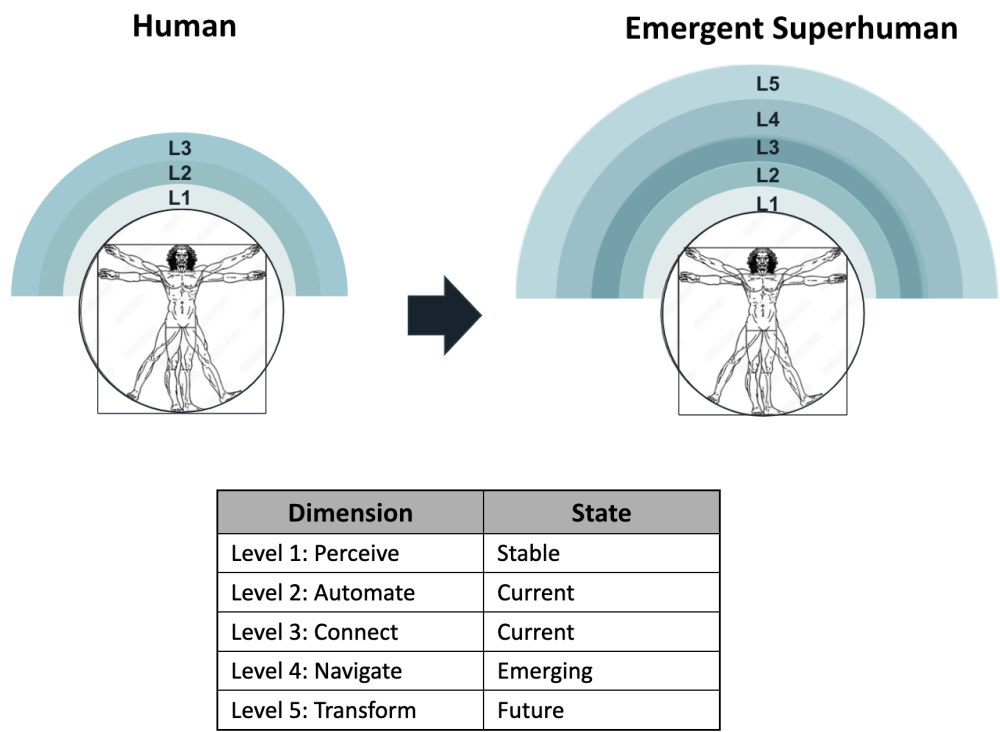 Human
Emergent Superhuman
L3
L2
L1
L5
L4
L3
L2
L1
Dimension State
Level 1: Perceive Stable
Level 2: Automate Current
Level 3: Connect Current
Level 4: Navigate Emerging
Level 5: Transform Future